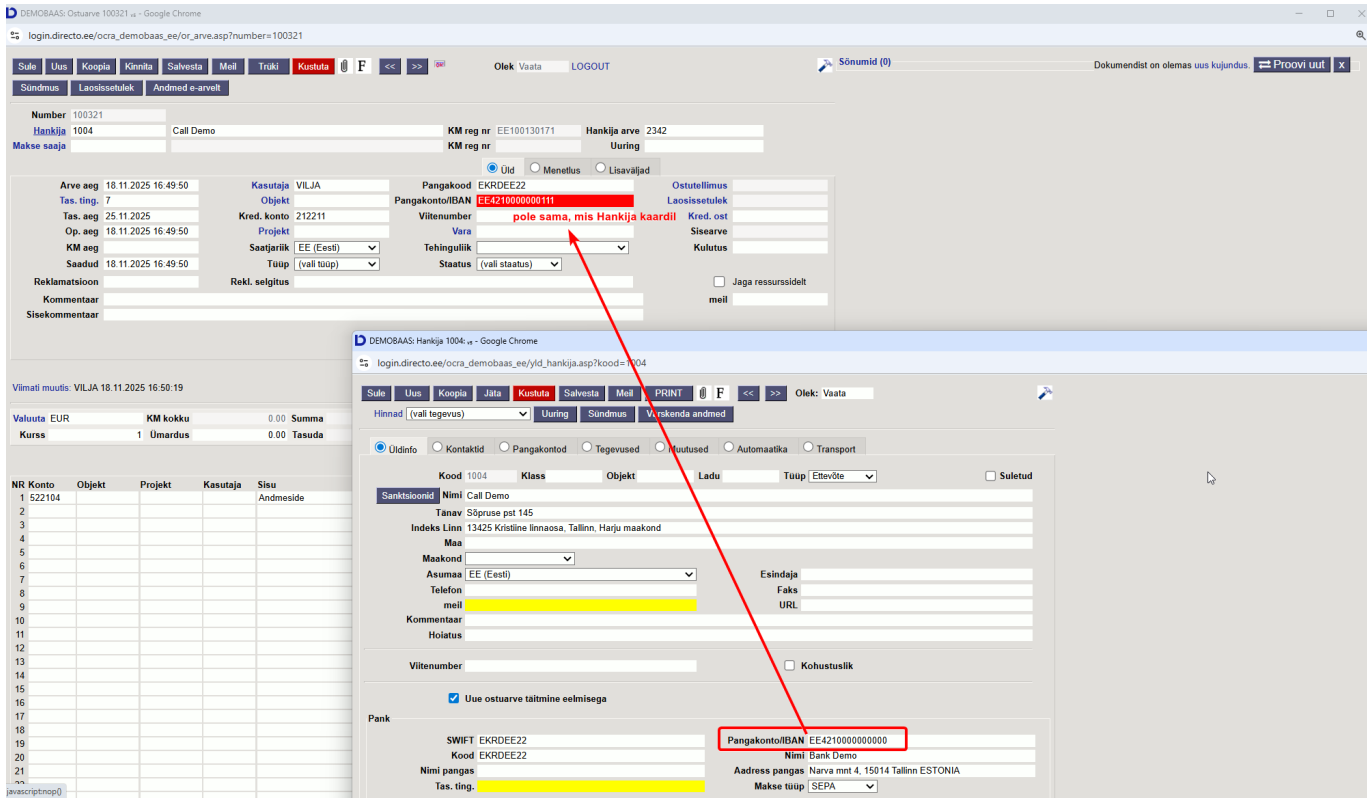 DEMOBAAS: Ostuarve 100321 - Google Chrome
login.directo.ee/ocra_demobaas_ee/or_arve.asp?number=100321
Sule Uus Koopia Kinnita Salvesta Meil Trüki Kustuta F << >> Olek Vaata LOGOUT
Sõnumid (0) Dokumendist on olemas uus kujundus. Proovi uut x
Sündmus Laosissetulek Andmed e-arvelt
Number 100321
Hankija 1004 Call Demo KM reg nr EE100130171 Hankija arve 2342
Makse saaja KM reg nr Uuring
Üld Menetlus Lisaväljad
Arve aeg 18.11.2025 16:49:50 Kasutaja VILJA Pangakood EKRDEE22 Ostutellimus
Tas. ting. 7 Objekt Pangakonto/IBAN EE4210000000111 Laosissetulek
Tas. aeg 25.11.2025 Kred. konto 212211 Viitenumber pole sama, mis Hankija kaardil Kred. ost
Op. aeg 18.11.2025 16:49:50 Projekt Vara Sisearve
KM aeg Saatjariik EE (Eesti) Tehinguliik Kulutus
Saadud 18.11.2025 16:49:50 Tüüp (vali tüüp) Staatus (vali staatus)
Reklamatsioon Rekl. selgitus Jaga ressurssidelt
Kommentaar meil
Sisekommentaar
Viimati muutis: VILJA 18.11.2025 16:50:19
Valuuta EUR KM kokku 0.00 Summa
Kurss 1 Ümardus 0.00 Tasuda
NR Konto Objekt Projekt Kasutaja Sisu
1 522104 Andmeside
2
3
4
5
6
7
8
9
10
11
12
13
14
15
16
17
18
19
20
21
javascript:nop()
DEMOBAAS: Hankija 1004: - Google Chrome
login.directo.ee/ocra_demobaas_ee/yld_hankija.asp?kood=1004
Sule Uus Koopia Jäta Kustuta Salvesta Meil PRINT F << >> Olek: Vaata
Hinnad (vali tegevus) Uuring Sündmus Värskenda andmed
Üldinfo Kontaktid Pangakontod Tegevused Muutused Automaatika Transport
Kood 1004 Klass Objekt Ladu Tüüp Ettevõte Suletud
Sanktsioonid Nimi Call Demo
Tänav Sõpruse pst 145
Indeks Linn 13425 Kristiine linnaosa, Tallinn, Harju maakond
Maa
Maakond
Asumaa EE (Eesti) Esindaja
Telefon Faks
meil URL
Kommentaar
Hoiatus
Viitenumber Kohustuslik
Uue ostuarve täitmine eelmisega
Pank
SWIFT EKRDEE22 Pangakonto/IBAN EE4210000000000
Kood EKRDEE22 Nimi Bank Demo
Nimi pangas Aadress pangas Narva mnt 4, 15014 Tallinn ESTONIA
Tas. ting. Makse tüüp SEPA